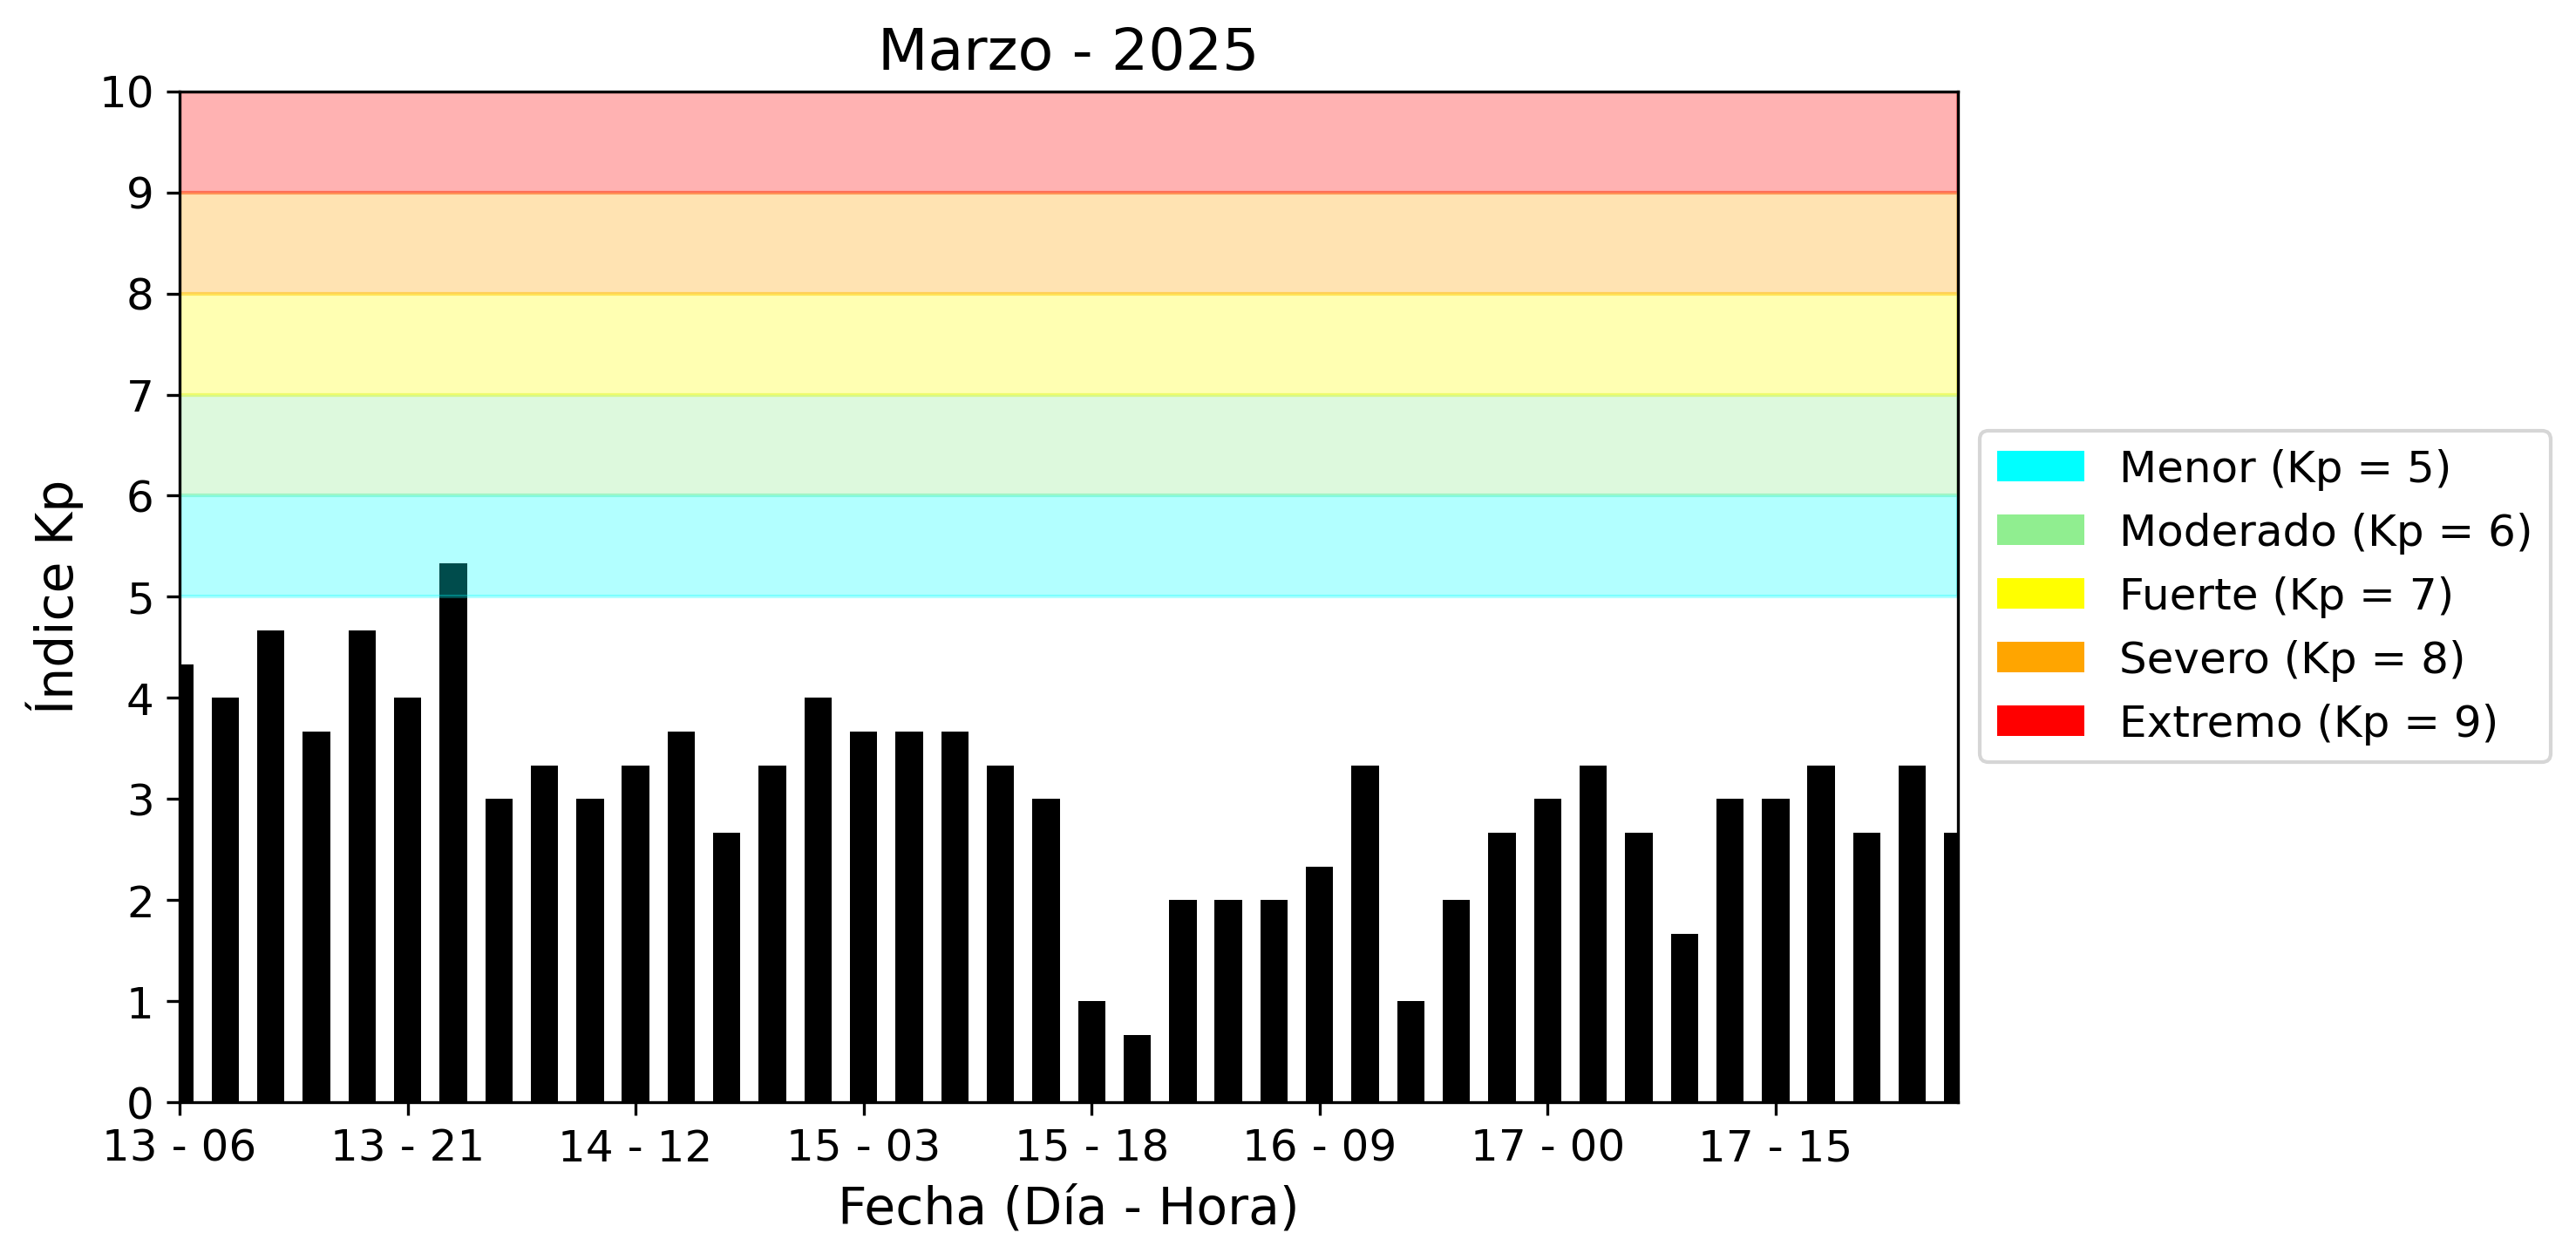 Marzo - 2025
10
9
8
7
6
5
4
3
2
1
0
Índice Kp
13 - 06
13 - 21
14 - 12
15 - 03
15 - 18
16 - 09
17 - 00
17 - 15
Fecha (Día - Hora)
Menor (Kp = 5)
Moderado (Kp = 6)
Fuerte (Kp = 7)
Severo (Kp = 8)
Extremo (Kp = 9)